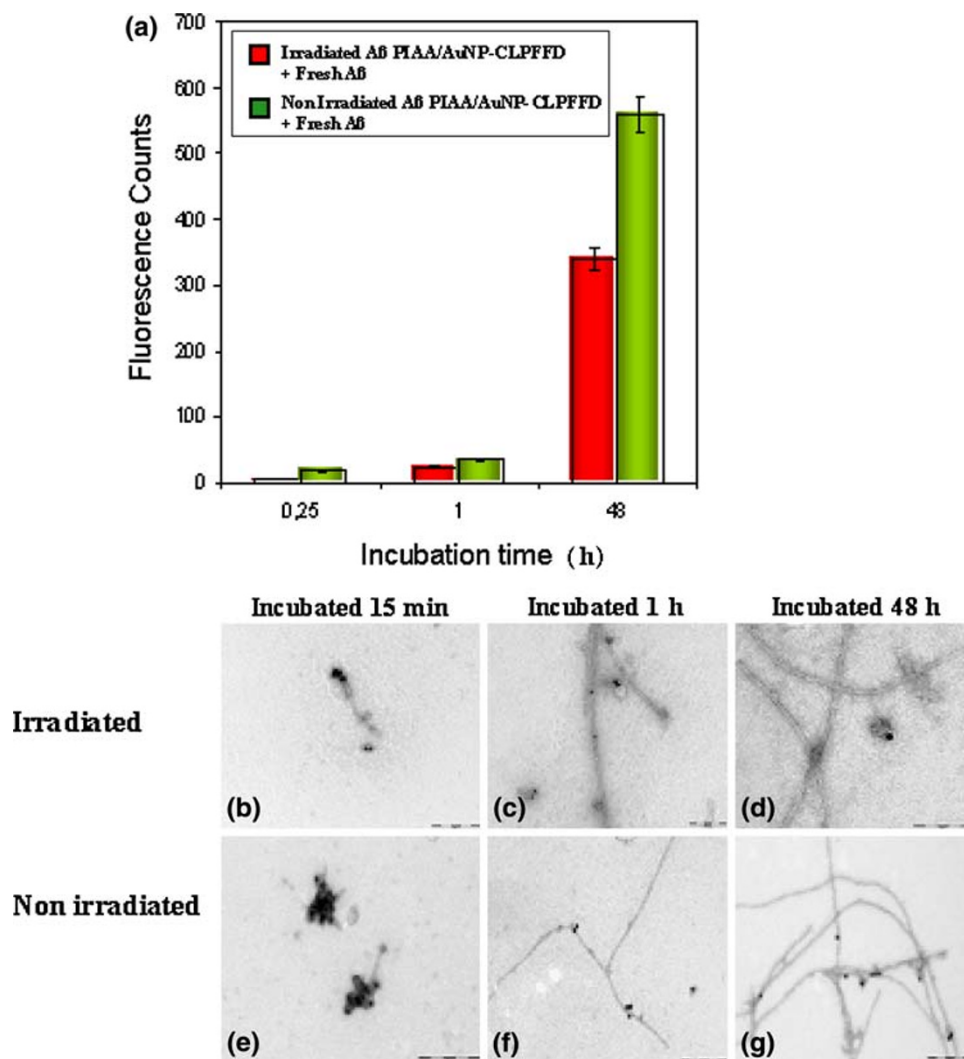 (a)
700
600
500
400
300
200
100
0
Fluorescence Counts
Irradiated Aß PIAA/AuNP-CLPFFD
+ Fresh Aß
Non Irradiated Aß PIAA/AuNP-CLPFFD
+ Fresh Aß
0,25 1 48
Incubation time (h)
Incubated 15 min Incubated 1 h Incubated 48 h
Irradiated
(b) (c) (d)
Non irradiated
(e) (f) (g)